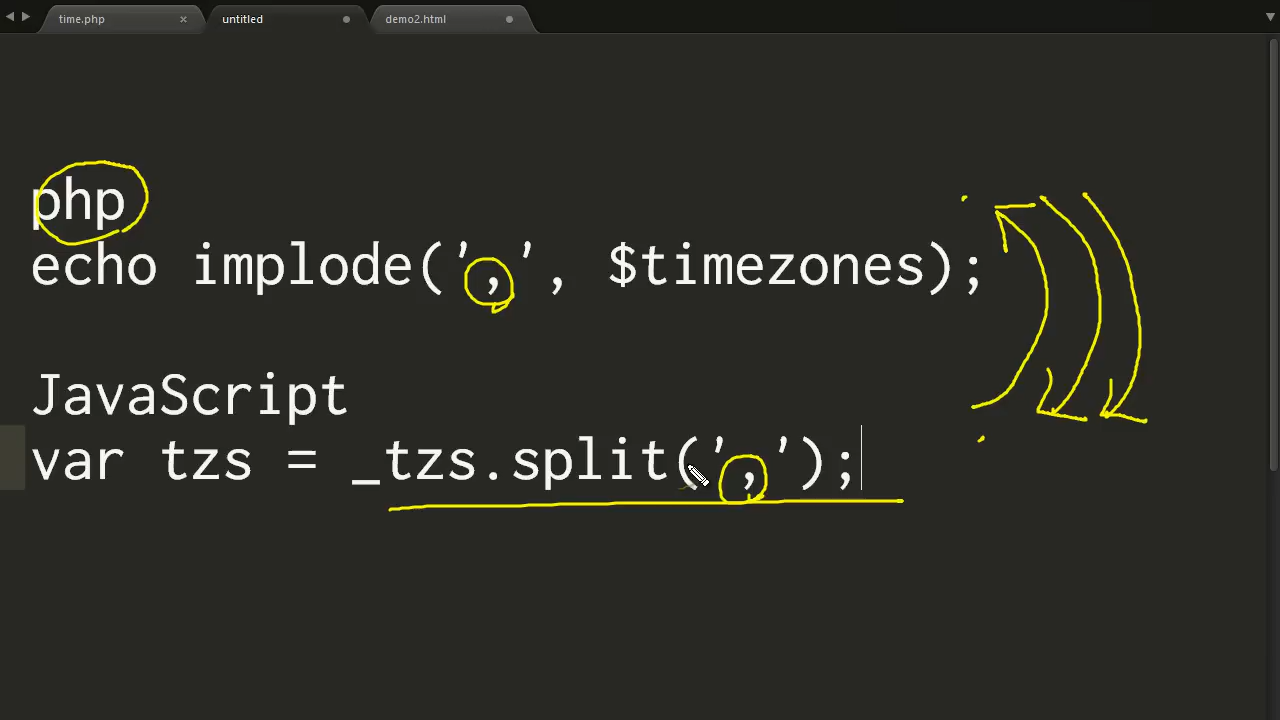 time.php
untitled
demo2.html
php
echo implode(',', $timezones);
JavaScript
var tzs = _tzs.split(',');